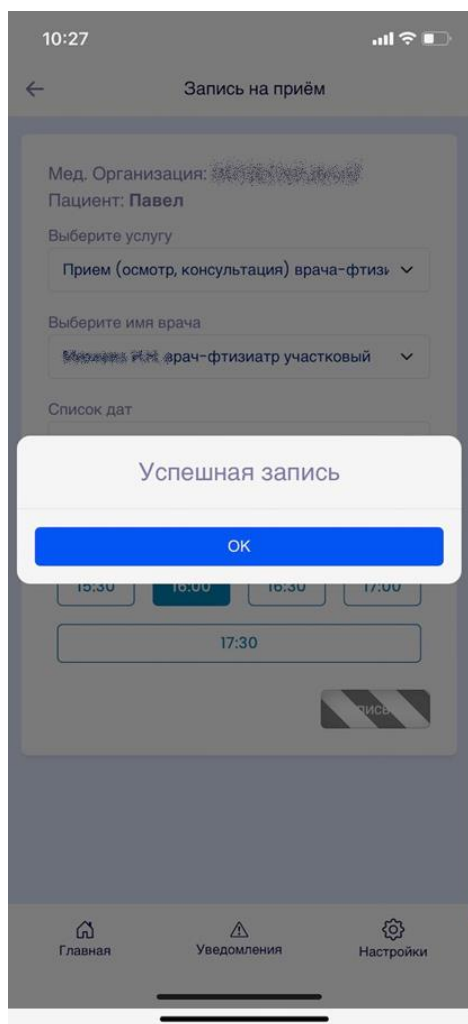 10:27
Запись на приём
Мед. Организация:
Пациент: Павел
Выберите услугу
Прием (осмотр, консультация) врача-фтизи
Выберите имя врача
врач-фтизиатр участковый
Список дат
Успешная запись
OK
15:30 16:00 16:30 17:00
17:30
Главная Уведомления Настройки